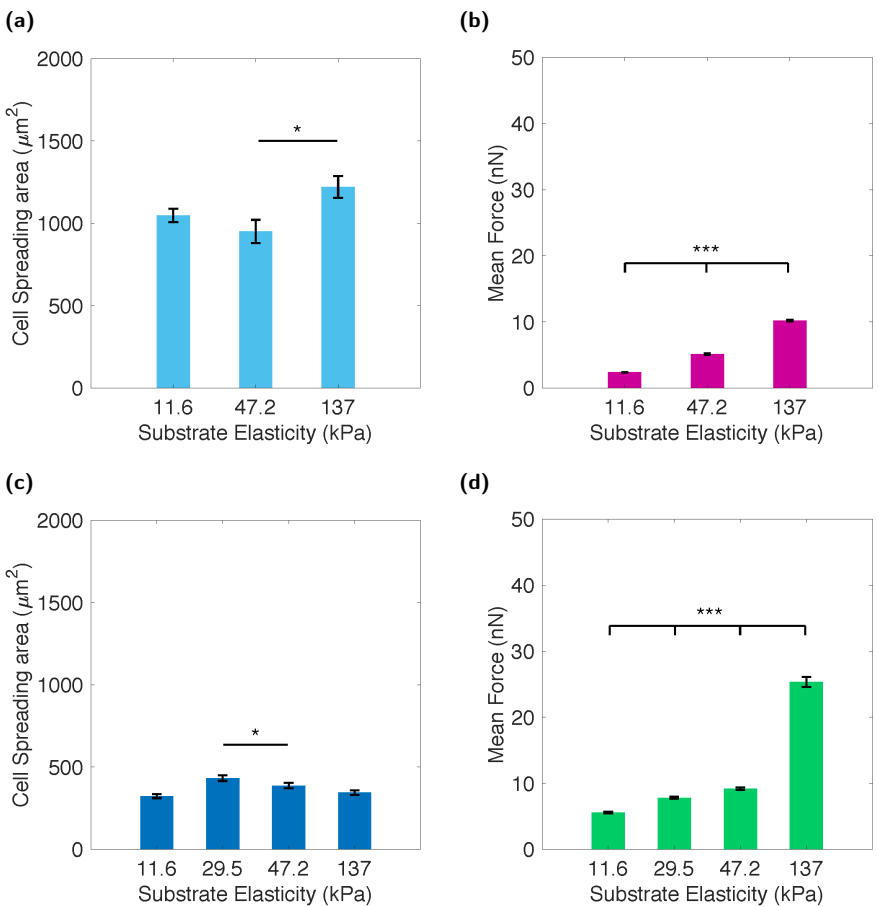 (a)
2000
1500
1000
500
0
Cell Spreading area (μm²)
*
11.6 47.2 137
Substrate Elasticity (kPa)
(b)
50
40
30
20
10
0
Mean Force (nN)
***
11.6 47.2 137
Substrate Elasticity (kPa)
(c)
2000
1500
1000
500
0
Cell Spreading area (μm²)
*
11.6 29.5 47.2 137
Substrate Elasticity (kPa)
(d)
50
40
30
20
10
0
Mean Force (nN)
***
11.6 29.5 47.2 137
Substrate Elasticity (kPa)